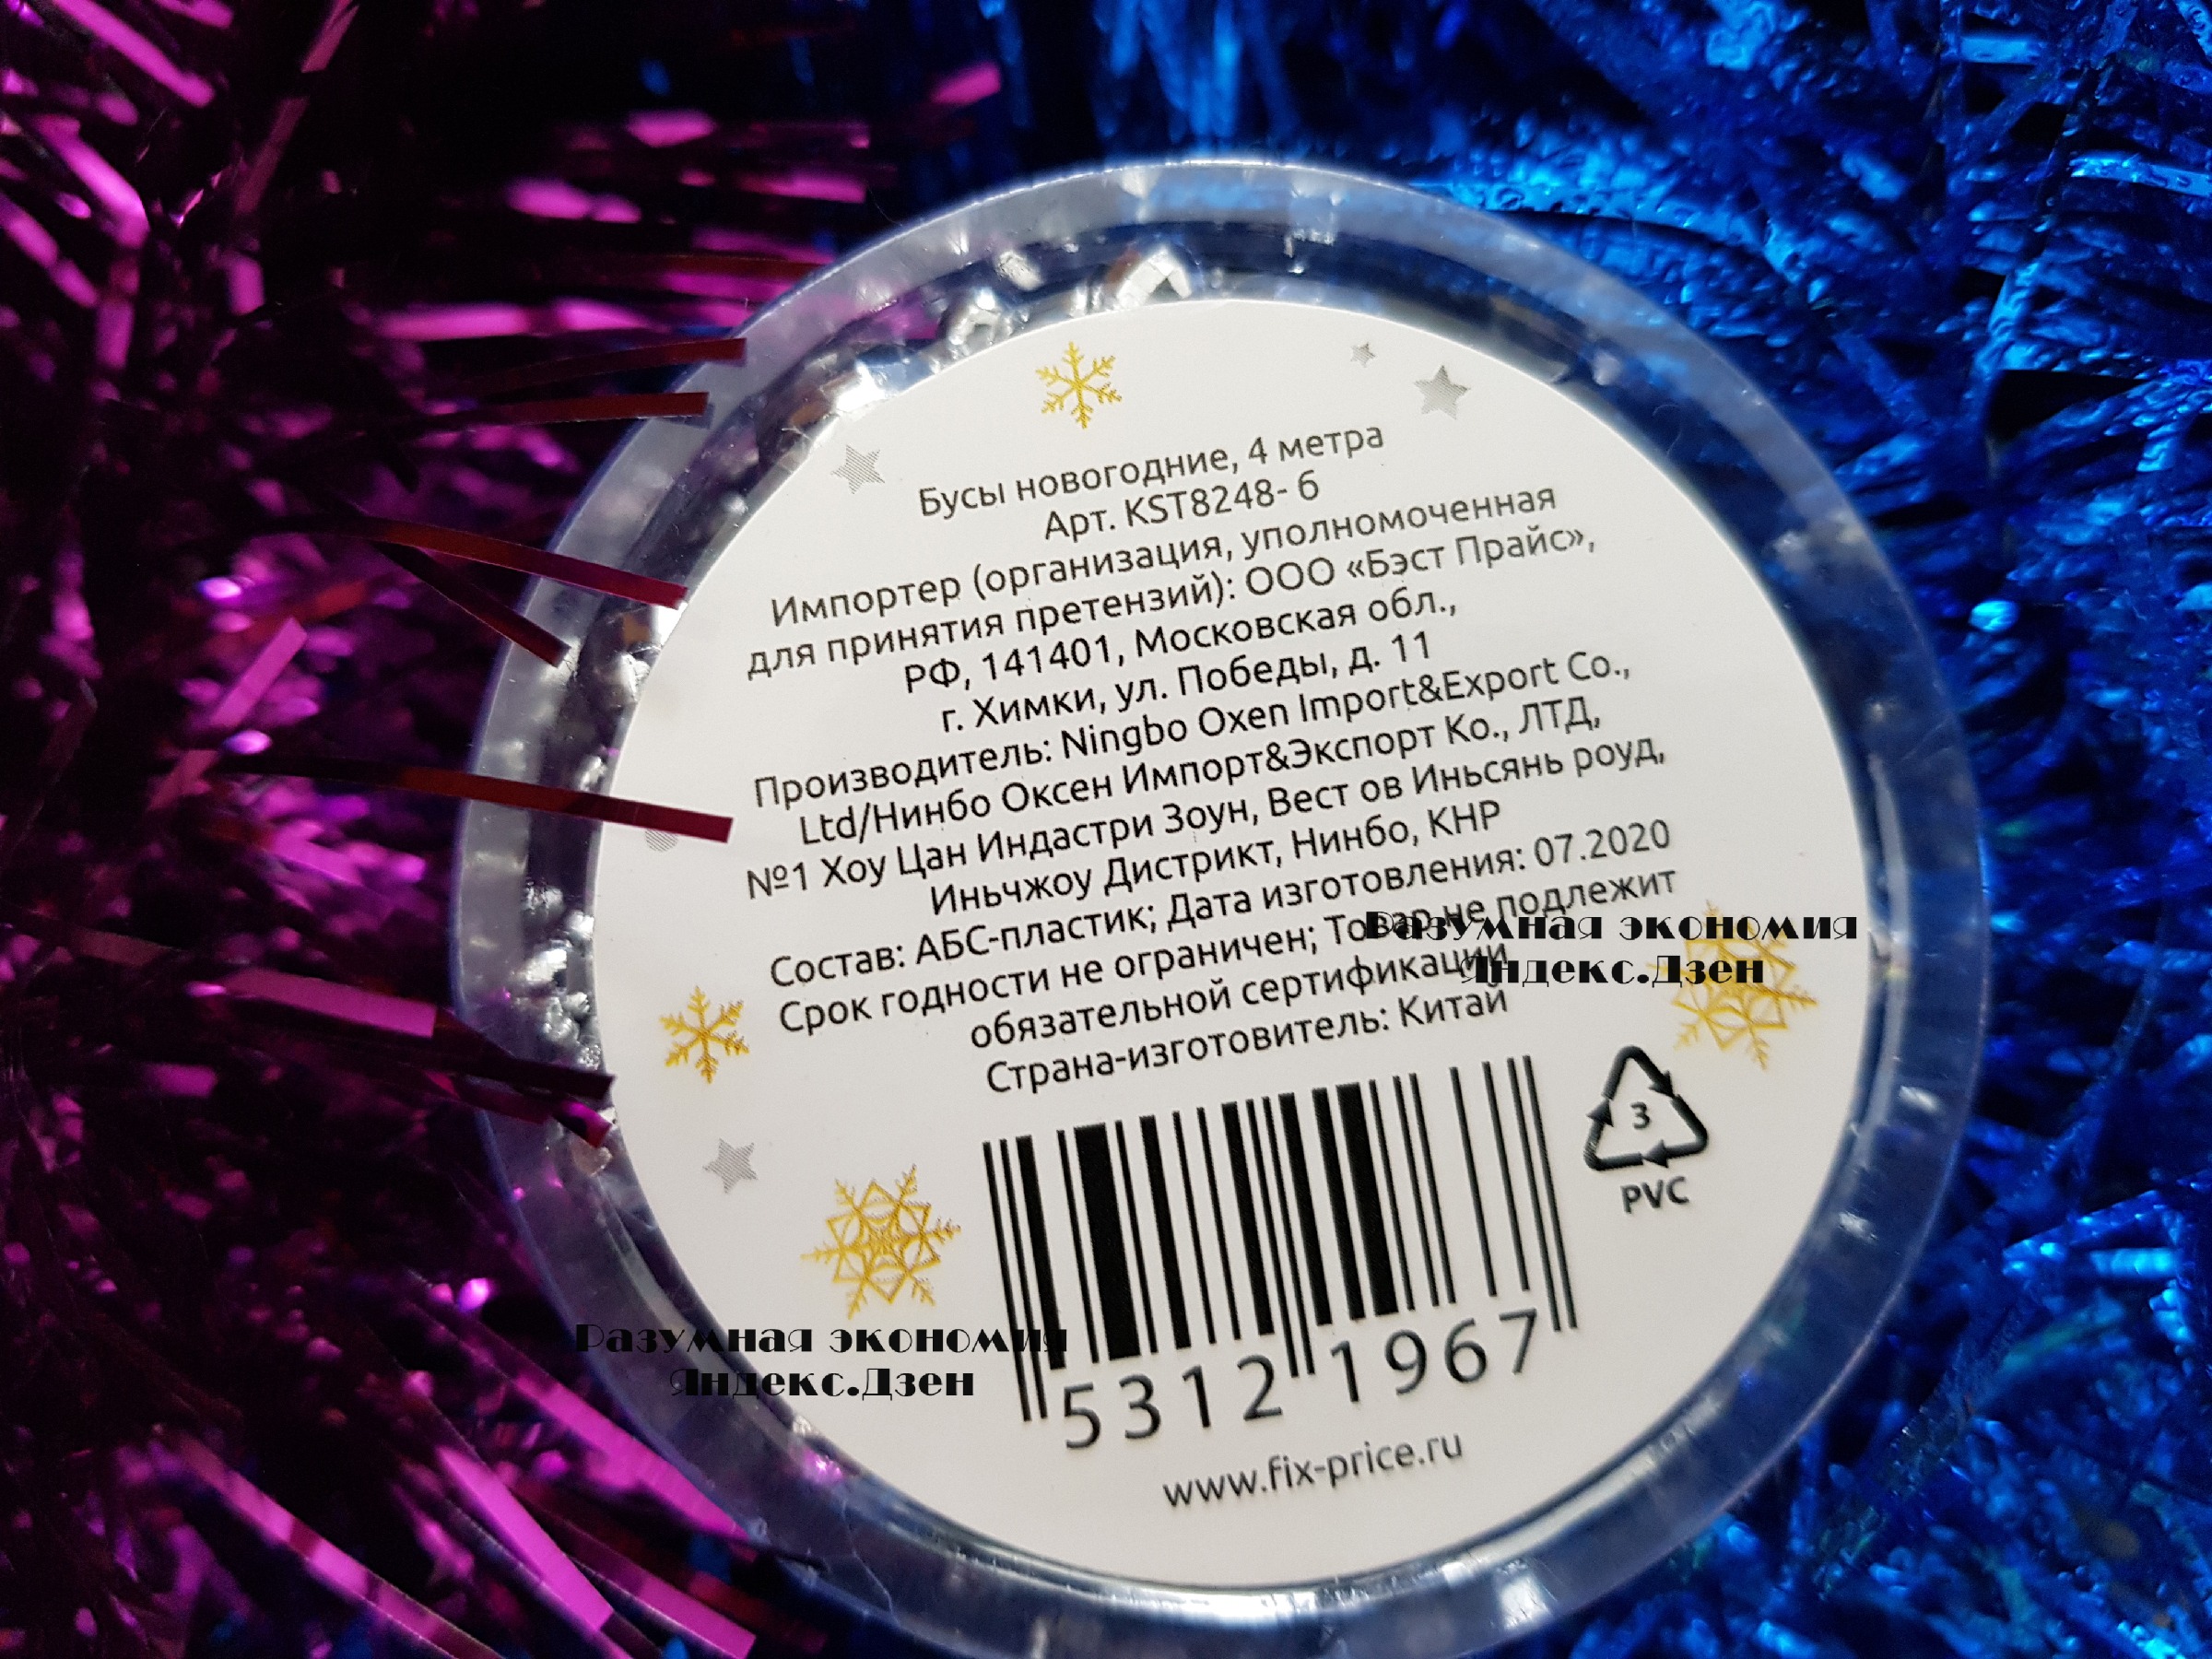 Бусы новогодние, 4 метра
Арт. KST8248- 6
Импортер (организация, уполномоченная
для принятия претензий): ООО «Бэст Прайс»,
РФ, 141401, Московская обл.,
г. Химки, ул. Победы, д. 11
Производитель: Ningbo Oxen Import&Export Co.,
Ltd/Нинбо Оксен Импорт&Экспорт Ко., ЛТД,
№1 Хоу Цан Индастри Зоун, Вест ов Иньсянь роуд,
Иньчжоу Дистрикт, Нинбо, КНР
Состав: АБС-пластик; Дата изготовления: 07.2020
Срок годности не ограничен; Товар не подлежит
обязательной сертификации
Страна-изготовитель: Китай
Разумная экономия
Яндекс.Дзен
3
PVC
Разумная экономия
Яндекс.Дзен
5312 1967
www.fix-price.ru